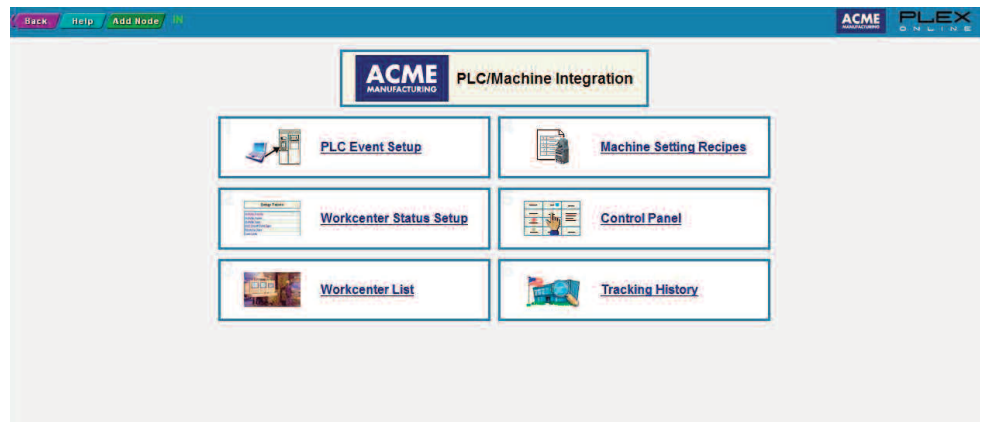 Back Help Add Node IN
ACME
MANUFACTURING
PLEX
ONLINE
ACME
MANUFACTURING
PLC/Machine Integration
PLC Event Setup
Machine Setting Recipes
Workcenter Status Setup
Control Panel
Workcenter List
Tracking History